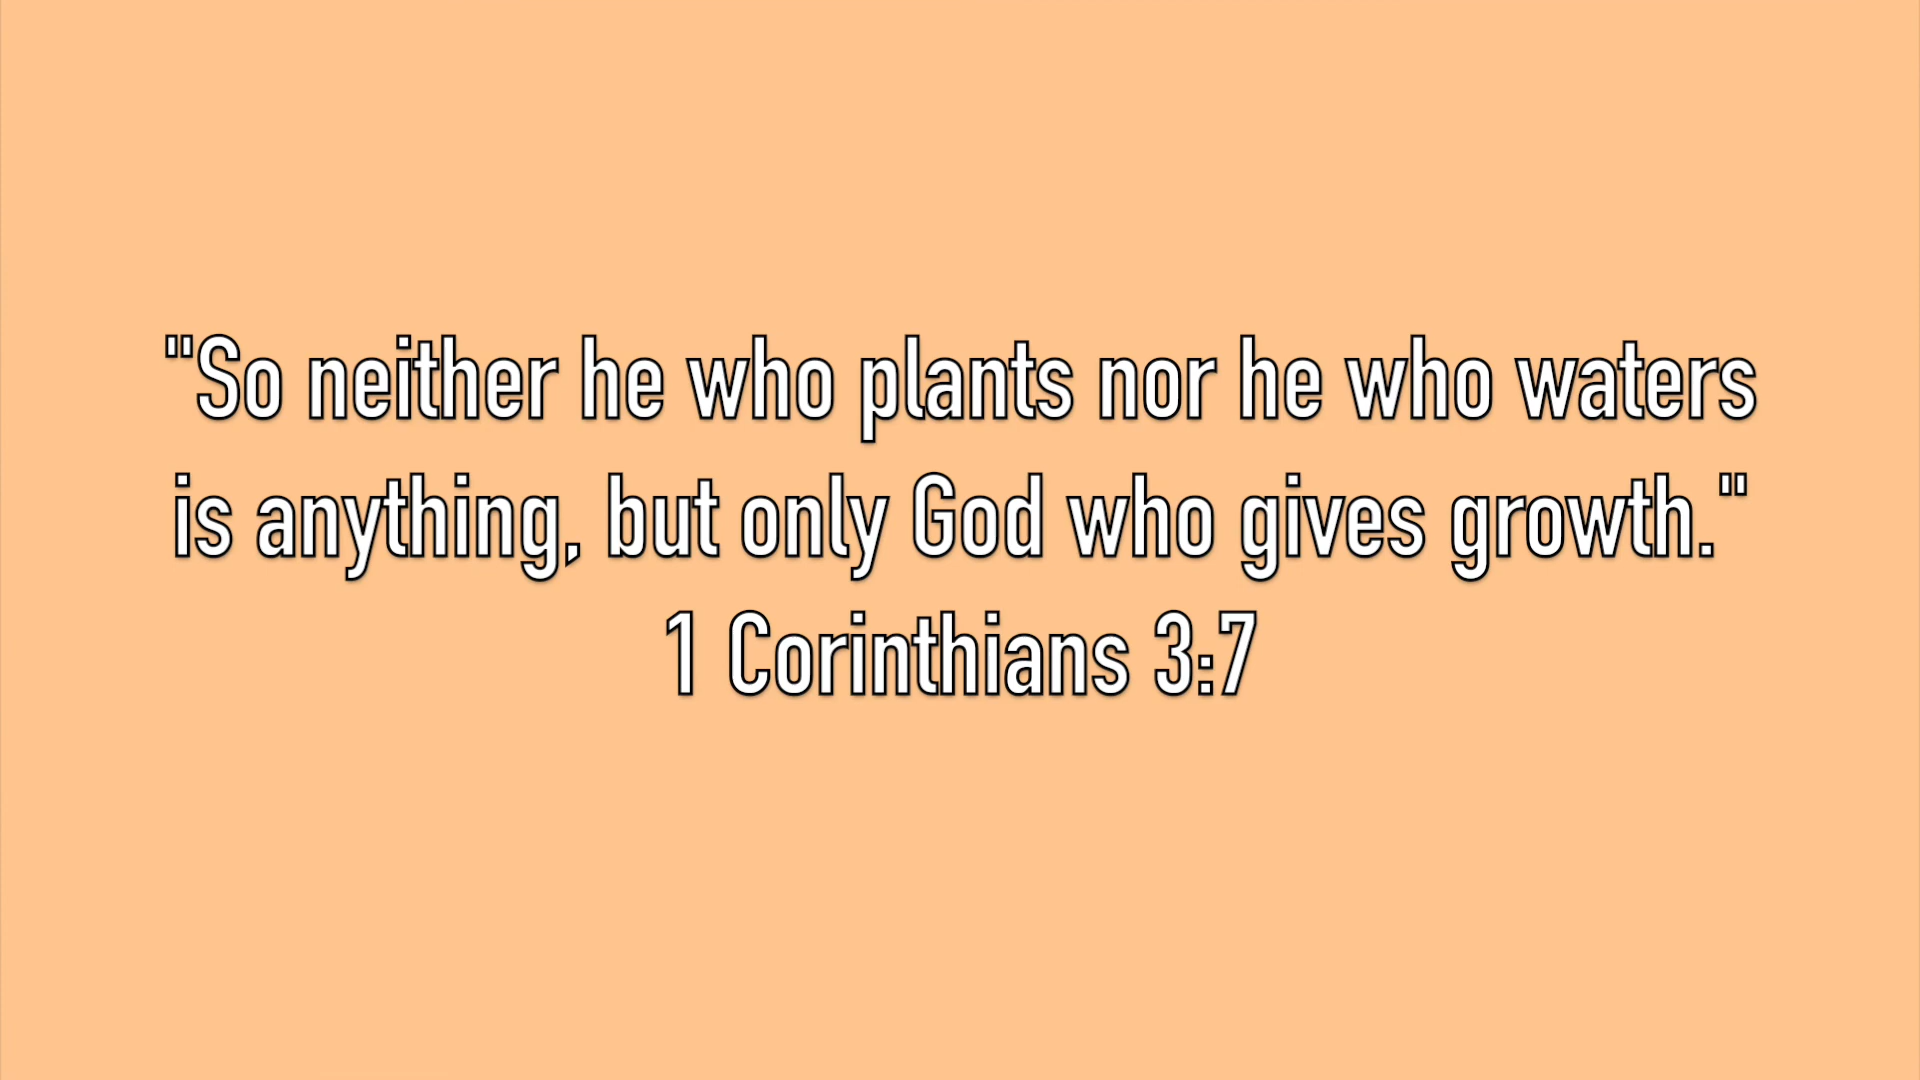 "So neither he who plants nor he who waters
is anything, but only God who gives growth."
1 Corinthians 3:7